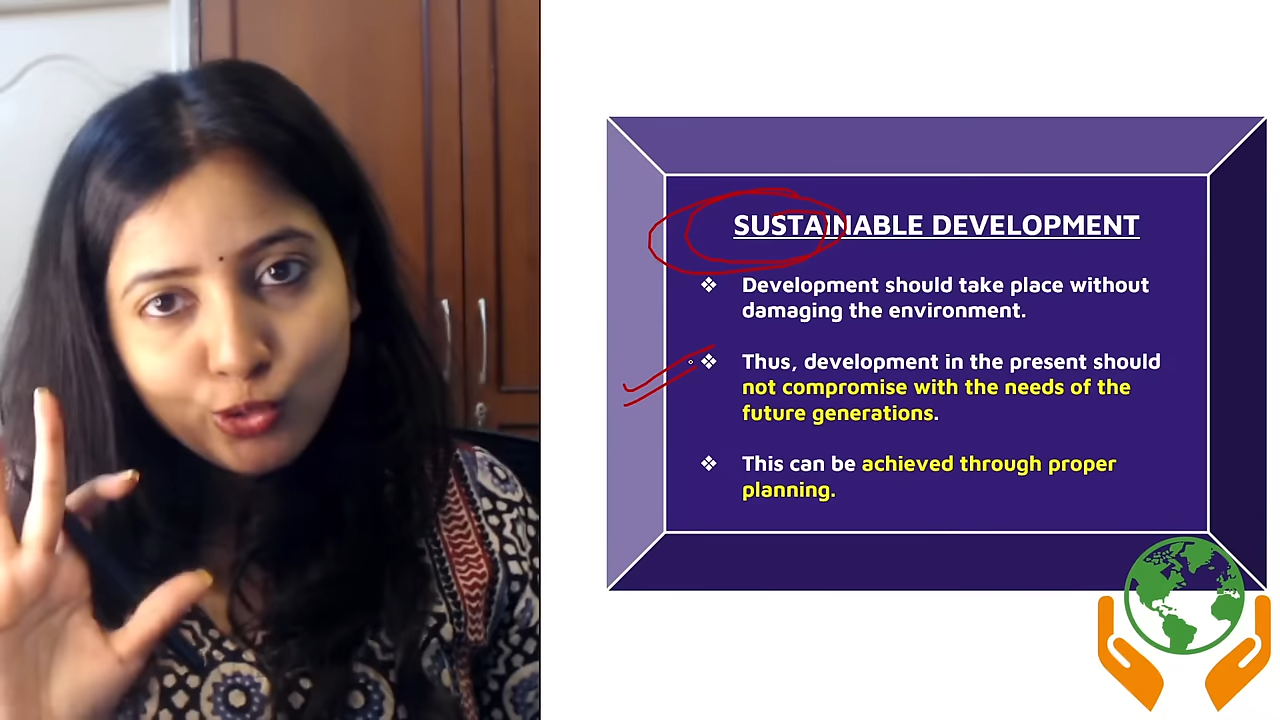 SUSTAINABLE DEVELOPMENT
❖ Development should take place without
damaging the environment.
❖ Thus, development in the present should
not compromise with the needs of the
future generations.
❖ This can be achieved through proper
planning.